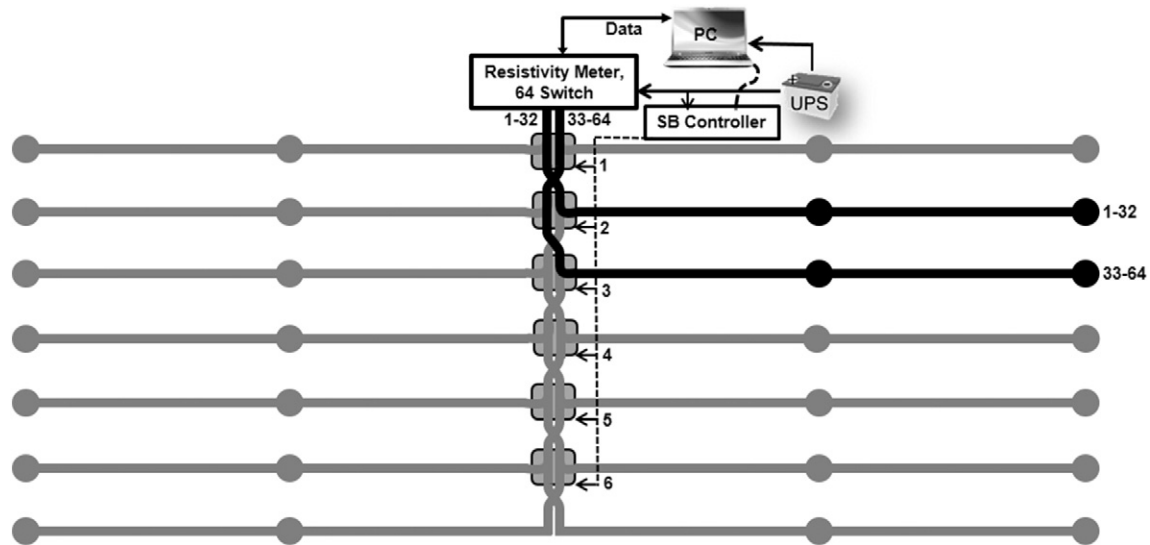 Data
PC
Resistivity Meter,
64 Switch
UPS
1-32 33-64
SB Controller
1
2
1-32
3
33-64
4
5
6